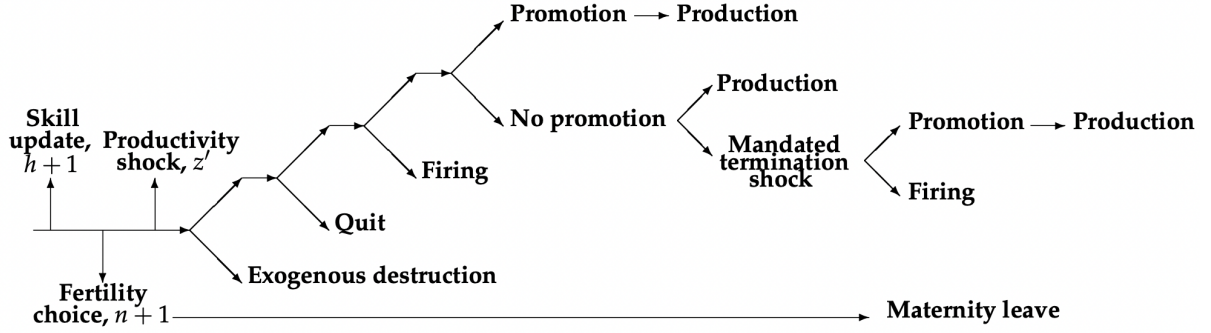 Promotion → Production
Production
No promotion
Skill
update,
h + 1
Productivity
shock, z′
Mandated
termination
shock
Promotion → Production
Firing
Firing
Quit
Exogenous destruction
Fertility
choice, n + 1
Maternity leave